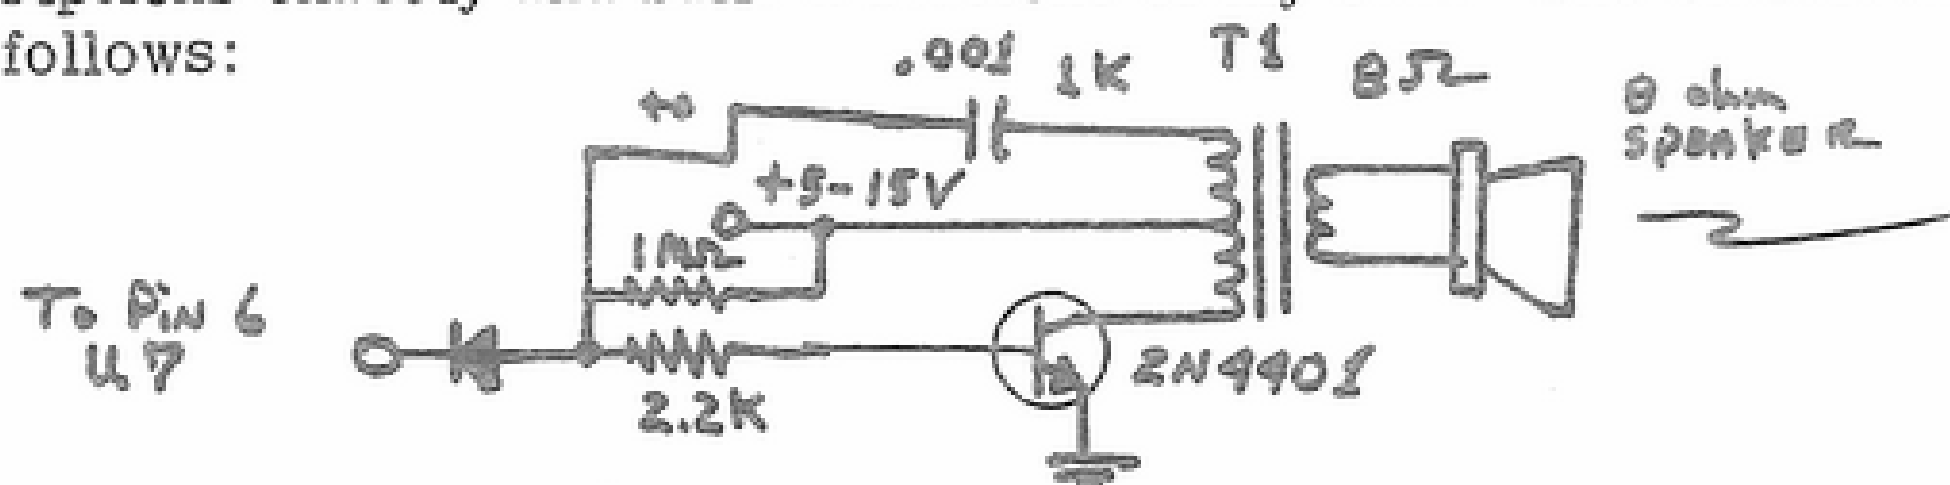 follows:
.001
1K
T1
8Ω
8 ohm
speaker
+5-15V
1MΩ
To Pin 6
U7
2.2K
2N4401